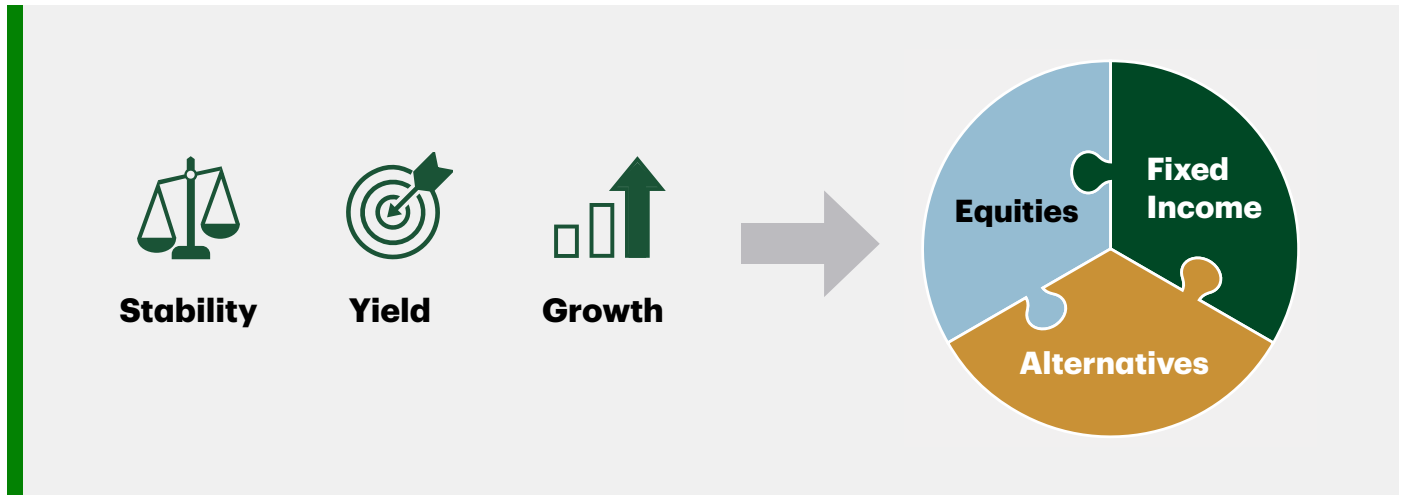 Stability
Yield
Growth
Equities
Fixed
Income
Alternatives